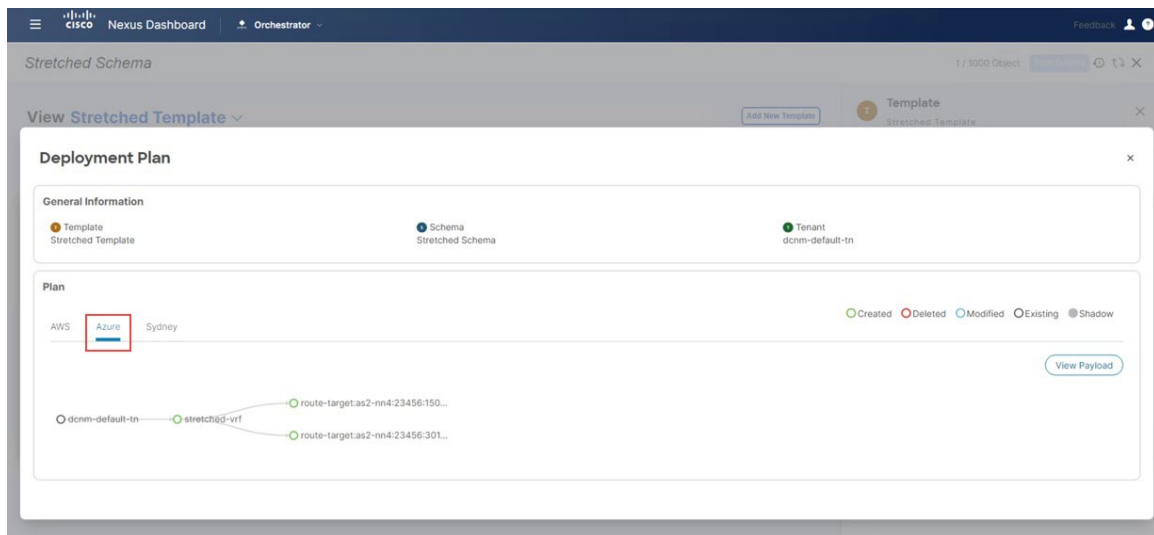 cisco Nexus Dashboard Orchestrator Feedback
Stretched Schema 1 / 1000 Object
View Stretched Template Add New Template Template
Stretched Template
Deployment Plan
General Information
Template Schema Tenant
Stretched Template Stretched Schema dcnm-default-tn
Plan
Created Deleted Modified Existing Shadow
AWS Azure Sydney
View Payload
route-target:as2-nn4:23456:150...
dcnm-default-tn stretched-vrf
route-target:as2-nn4:23456:301...